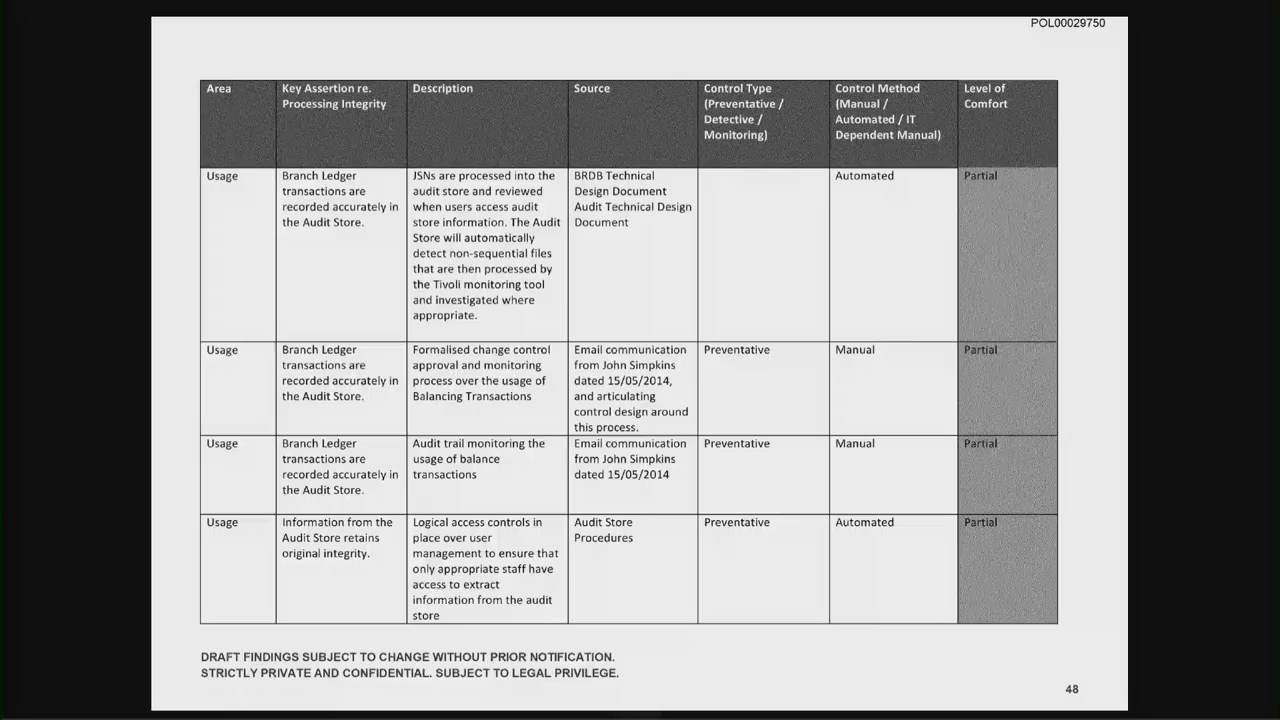 POL00029750
Area
Key Assertion re.
Processing Integrity
Description
Source
Control Type
(Preventative /
Detective /
Monitoring)
Control Method
(Manual /
Automated / IT
Dependent Manual)
Level of
Comfort
Usage
Branch Ledger
transactions are
recorded accurately in
the Audit Store.
JSNs are processed into the
audit store and reviewed
when users access audit
store information. The Audit
Store will automatically
detect non-sequential files
that are then processed by
the Tivoli monitoring tool
and investigated where
appropriate.
BRDB Technical
Design Document
Audit Technical Design
Document
Automated
Partial
Usage
Branch Ledger
transactions are
recorded accurately in
the Audit Store.
Formalised change control
approval and monitoring
process over the usage of
Balancing Transactions
Email communication
from John Simpkins
dated 15/05/2014,
and articulating
control design around
this process.
Preventative
Manual
Partial
Usage
Branch Ledger
transactions are
recorded accurately in
the Audit Store.
Audit trail monitoring the
usage of balance
transactions
Email communication
from John Simpkins
dated 15/05/2014
Preventative
Manual
Partial
Usage
Information from the
Audit Store retains
original integrity.
Logical access controls in
place over user
management to ensure that
only appropriate staff have
access to extract
information from the audit
store
Audit Store
Procedures
Preventative
Automated
Partial
DRAFT FINDINGS SUBJECT TO CHANGE WITHOUT PRIOR NOTIFICATION.
STRICTLY PRIVATE AND CONFIDENTIAL. SUBJECT TO LEGAL PRIVILEGE.
48